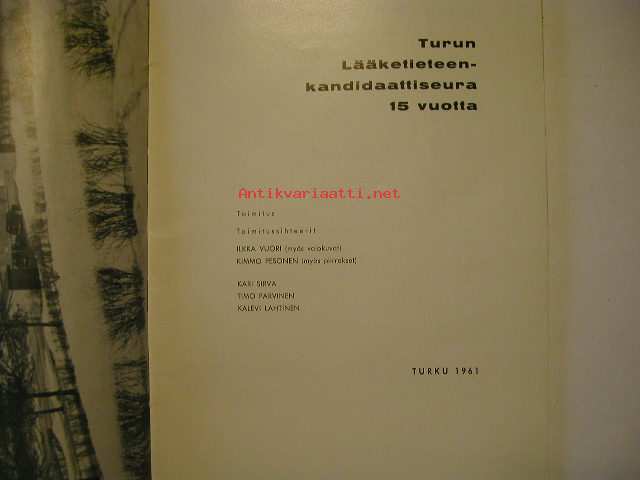 Turun
Lääketieteen-
kandidaattiseura
15 vuotta
Antikvariaatti.net
Toimitus
Toimitussihteerit
ILKKA VUORI (myös valokuvat)
KIMMO PESONEN (myös piirrokset)
KARI SIRVA
TIMO PARVINEN
KALEVI LAHTINEN
TURKU 1961